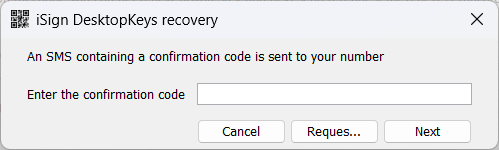 iSign DesktopKeys recovery
An SMS containing a confirmation code is sent to your number
Enter the confirmation code
Cancel Reques... Next